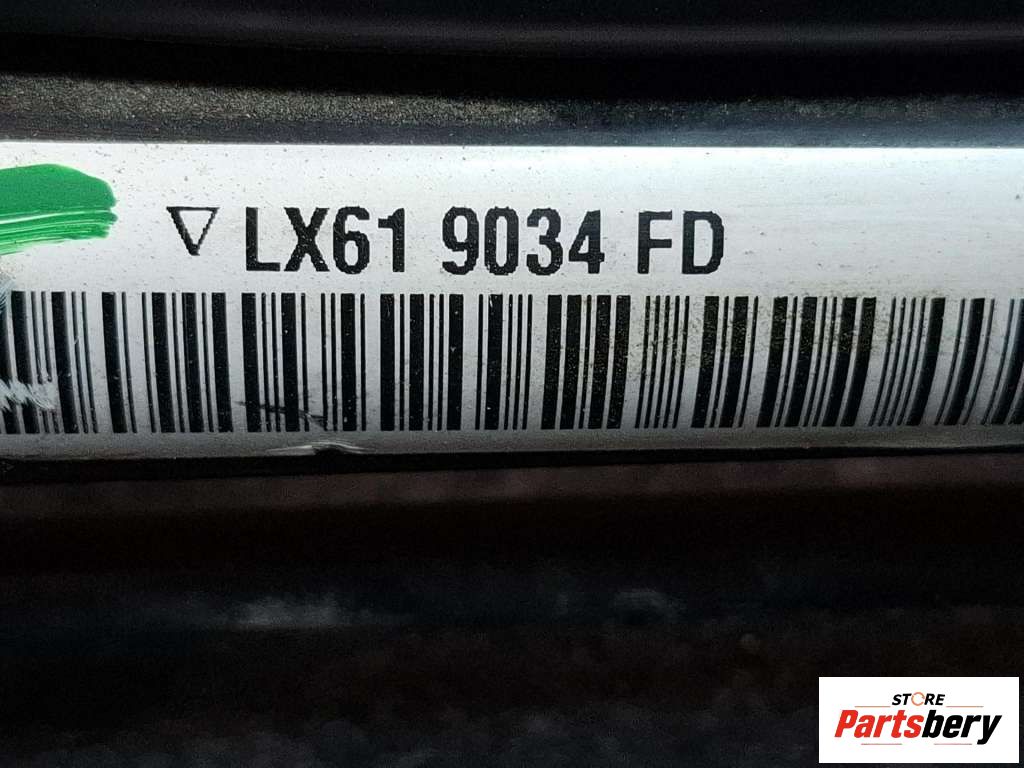 ▽ LX61 9034 FD
STORE
Partsbery